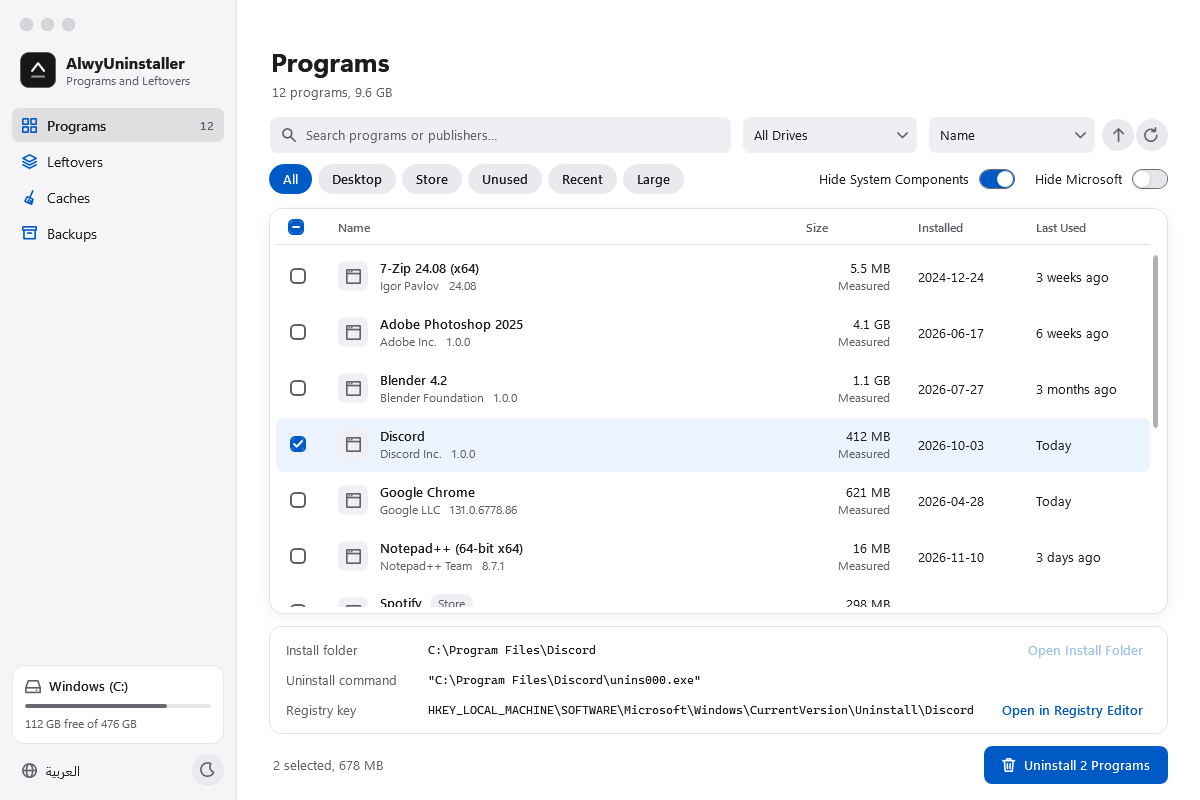 AlwyUninstaller
Programs and Leftovers
Programs 12
Leftovers
Caches
Backups
Windows (C:)
112 GB free of 476 GB
العربية
Programs
12 programs, 9.6 GB
Search programs or publishers...
All Drives
Name
All Desktop Store Unused Recent Large
Hide System Components
Hide Microsoft
Name Size Installed Last Used
7-Zip 24.08 (x64) 5.5 MB
Igor Pavlov 24.08 Measured
2024-12-24 3 weeks ago
Adobe Photoshop 2025 4.1 GB
Adobe Inc. 1.0.0 Measured
2026-06-17 6 weeks ago
Blender 4.2 1.1 GB
Blender Foundation 1.0.0 Measured
2026-07-27 3 months ago
Discord 412 MB
Discord Inc. 1.0.0 Measured
2026-10-03 Today
Google Chrome 621 MB
Google LLC 131.0.6778.86 Measured
2026-04-28 Today
Notepad++ (64-bit x64) 16 MB
Notepad++ Team 8.7.1 Measured
2026-11-10 3 days ago
Spotify Store 298 MB
Install folder C:\Program Files\Discord Open Install Folder
Uninstall command "C:\Program Files\Discord\unins000.exe"
Registry key HKEY_LOCAL_MACHINE\SOFTWARE\Microsoft\Windows\CurrentVersion\Uninstall\Discord Open in Registry Editor
2 selected, 678 MB
Uninstall 2 Programs